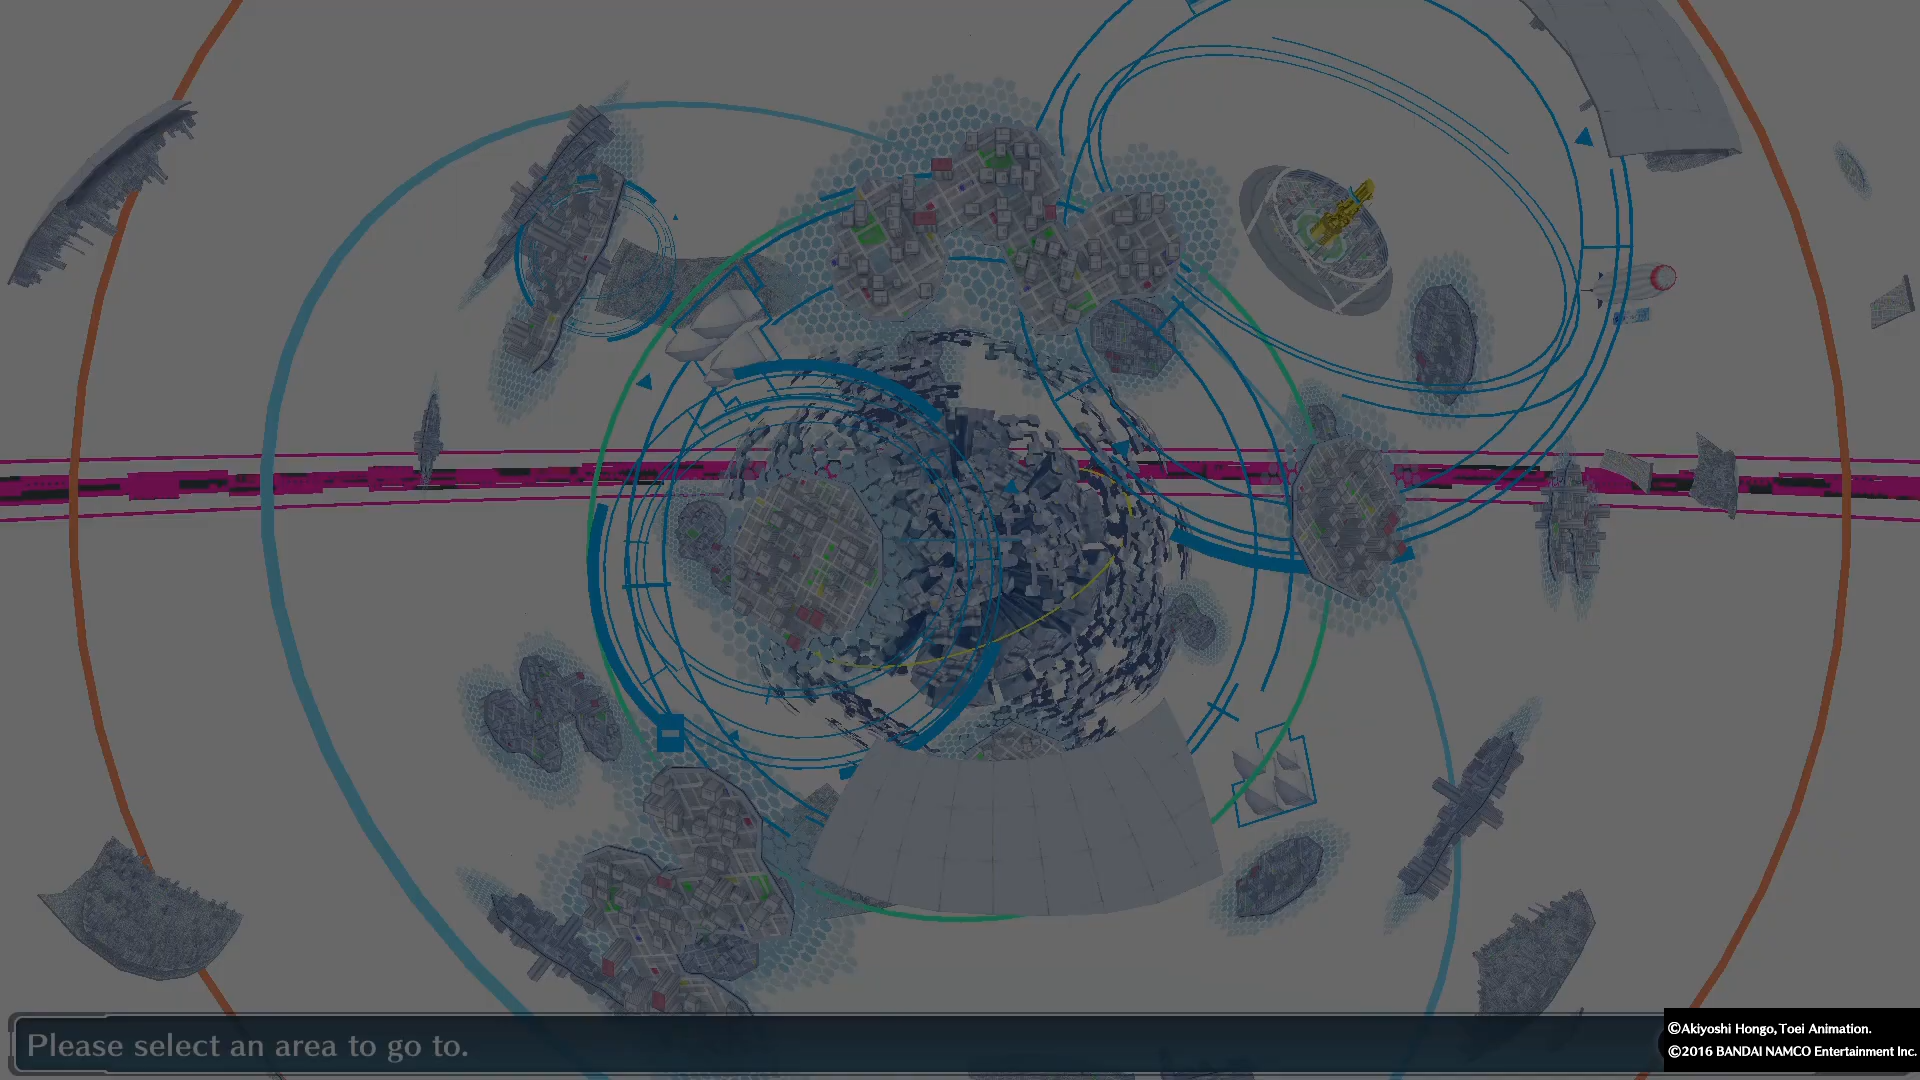 Please select an area to go to.
©Akiyoshi Hongo, Toei Animation.
©2016 BANDAI NAMCO Entertainment Inc.